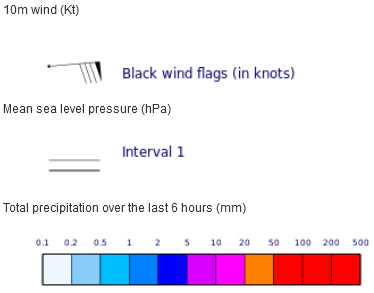 10m wind (Kt)
Black wind flags (in knots)
Mean sea level pressure (hPa)
Interval 1
Total precipitation over the last 6 hours (mm)
0.1 0.2 0.5 1 2 5 10 20 50 100 200 500